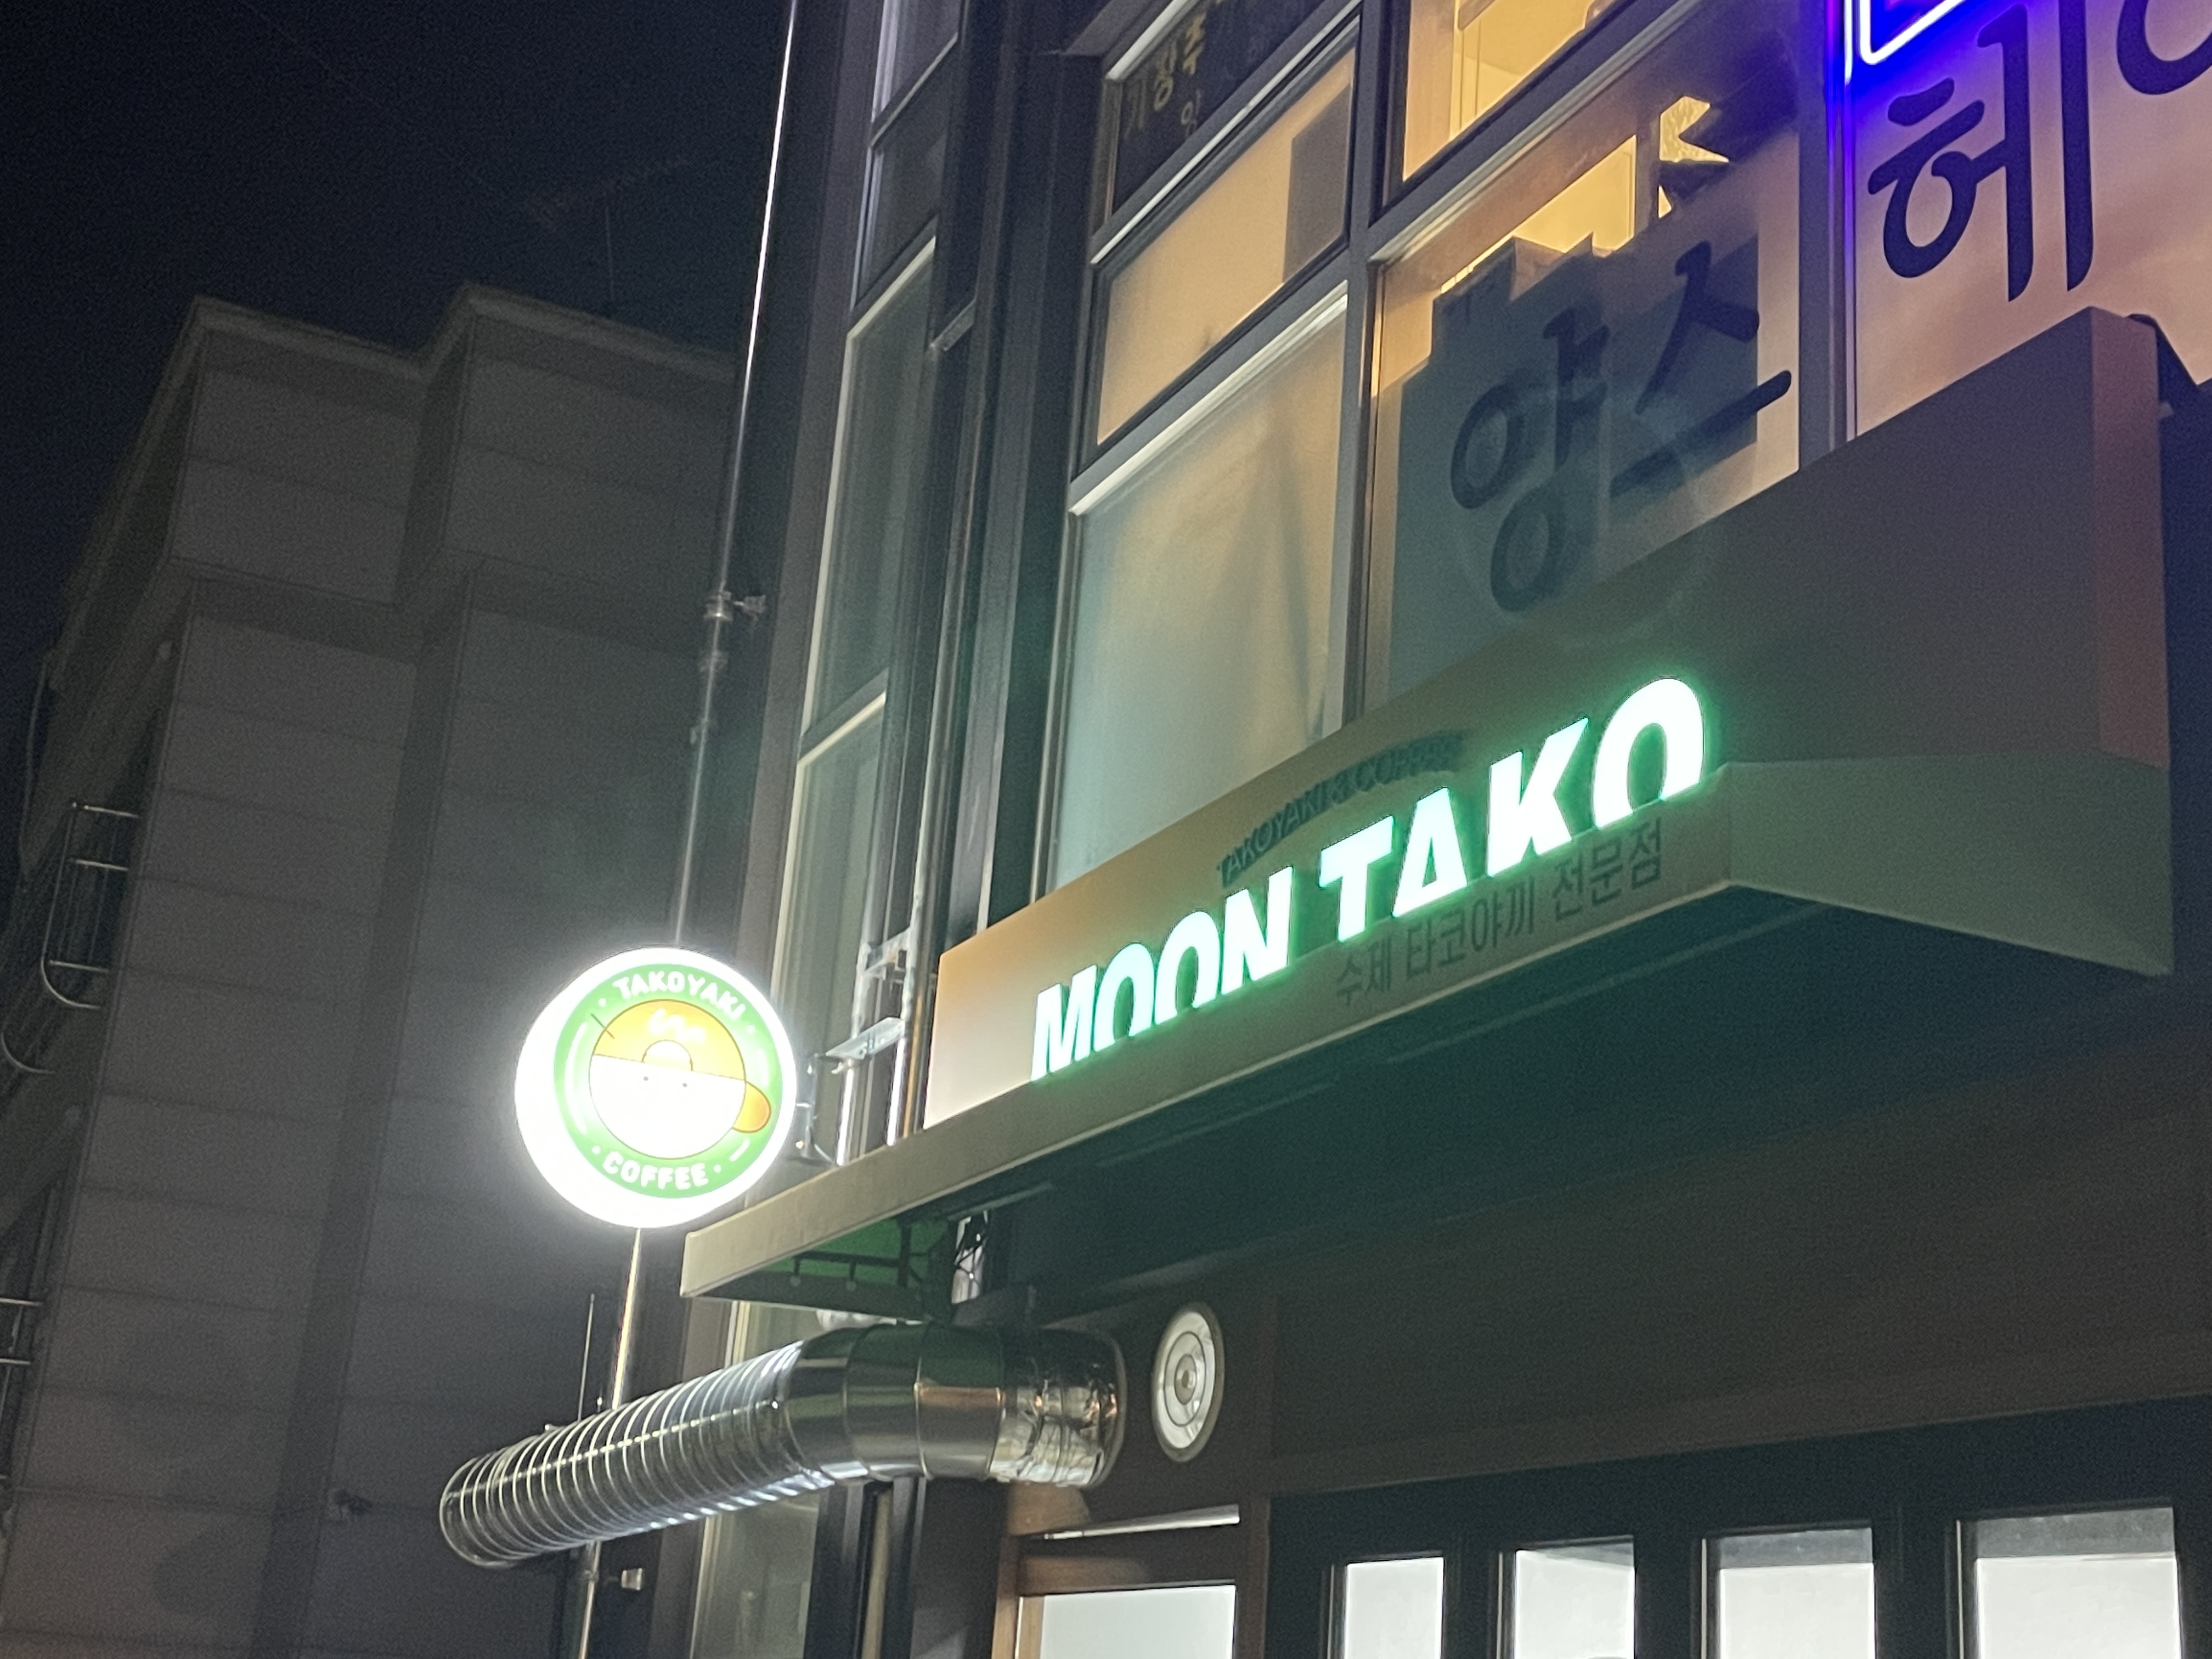 양스
헤
TAKOYAKI & COFFEE
MOON TAKO
수제 타코야끼 전문점
TAKOYAKI
COFFEE